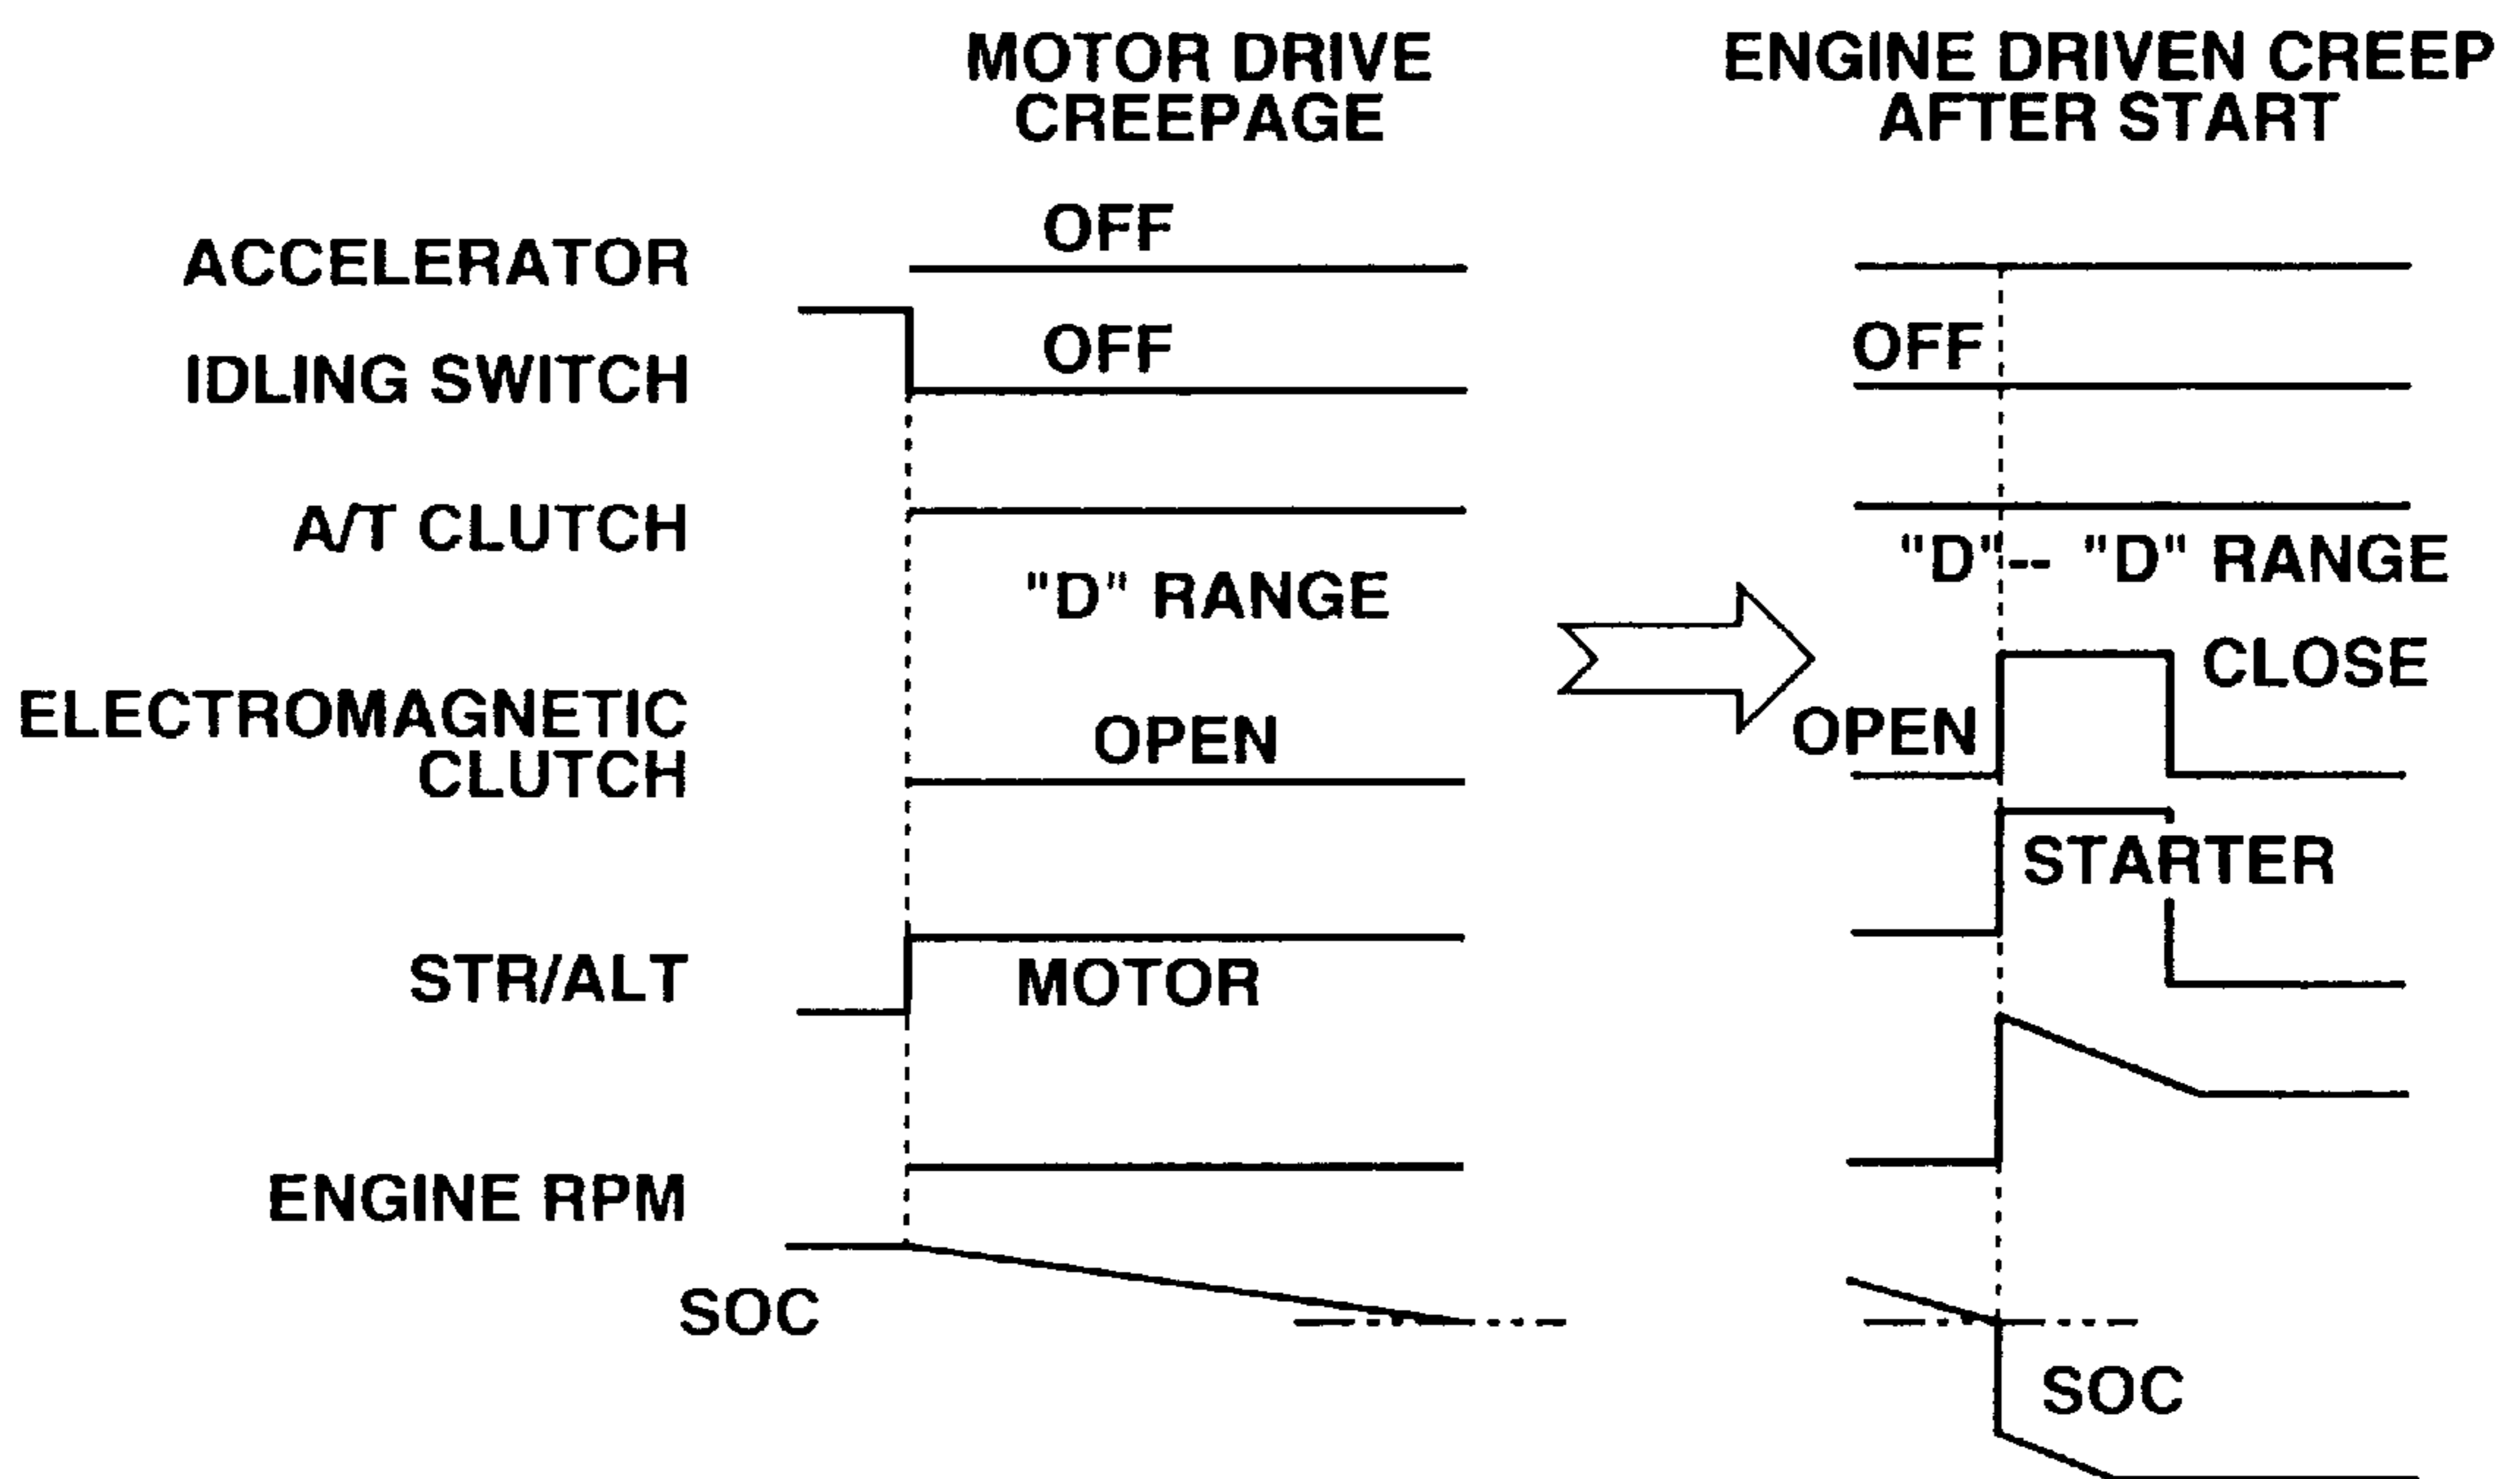 MOTOR DRIVE
CREEPAGE
ENGINE DRIVEN CREEP
AFTER START
OFF
ACCELERATOR
OFF
OFF
IDLING SWITCH
A/T CLUTCH
"D" RANGE
"D"-- "D" RANGE
CLOSE
ELECTROMAGNETIC
CLUTCH
OPEN
OPEN
STARTER
STR/ALT
MOTOR
ENGINE RPM
SOC
SOC